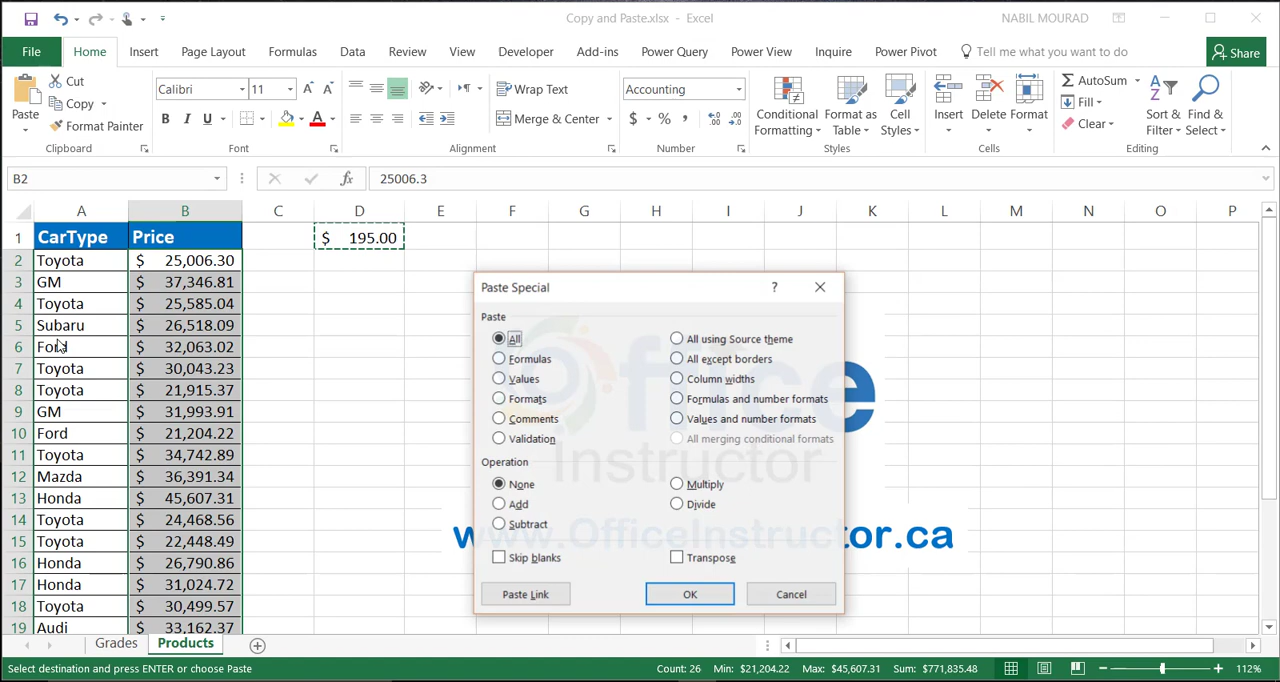 Copy and Paste.xlsx - Excel
NABIL MOURAD
File Home Insert Page Layout Formulas Data Review View Developer Add-ins Power Query Power View Inquire Power Pivot Tell me what you want to do Share
Paste
Cut
Copy
Format Painter
Calibri 11
B I U
Wrap Text
Merge & Center
Accounting
$ % ,
Conditional Formatting
Format as Table
Cell Styles
Insert Delete Format
AutoSum
Fill
Clear
Sort & Filter
Find & Select
Clipboard Font Alignment Number Styles Cells Editing
B2 fx 25006.3
A B C D E F G H I J K L M N O P
1 CarType Price $ 195.00
2 Toyota $ 25,006.30
3 GM $ 37,346.81
4 Toyota $ 25,585.04
5 Subaru $ 26,518.09
6 Ford $ 32,063.02
7 Toyota $ 30,043.23
8 Toyota $ 21,915.37
9 GM $ 31,993.91
10 Ford $ 21,204.22
11 Toyota $ 34,742.89
12 Mazda $ 36,391.34
13 Honda $ 45,607.31
14 Toyota $ 24,468.56
15 Toyota $ 22,448.49
16 Honda $ 26,790.86
17 Honda $ 31,024.72
18 Toyota $ 30,499.57
19 Audi $ 33,162.37
Paste Special ?
Paste
All All using Source theme
Formulas All except borders
Values Column widths
Formats Formulas and number formats
Comments Values and number formats
Validation All merging conditional formats
Operation
None Multiply
Add Divide
Subtract
Skip blanks Transpose
Paste Link OK Cancel
Office
Instructor
www.OfficeInstructor.ca
Grades Products
Select destination and press ENTER or choose Paste Count: 26 Min: $21,204.22 Max: $45,607.31 Sum: $771,835.48 112%